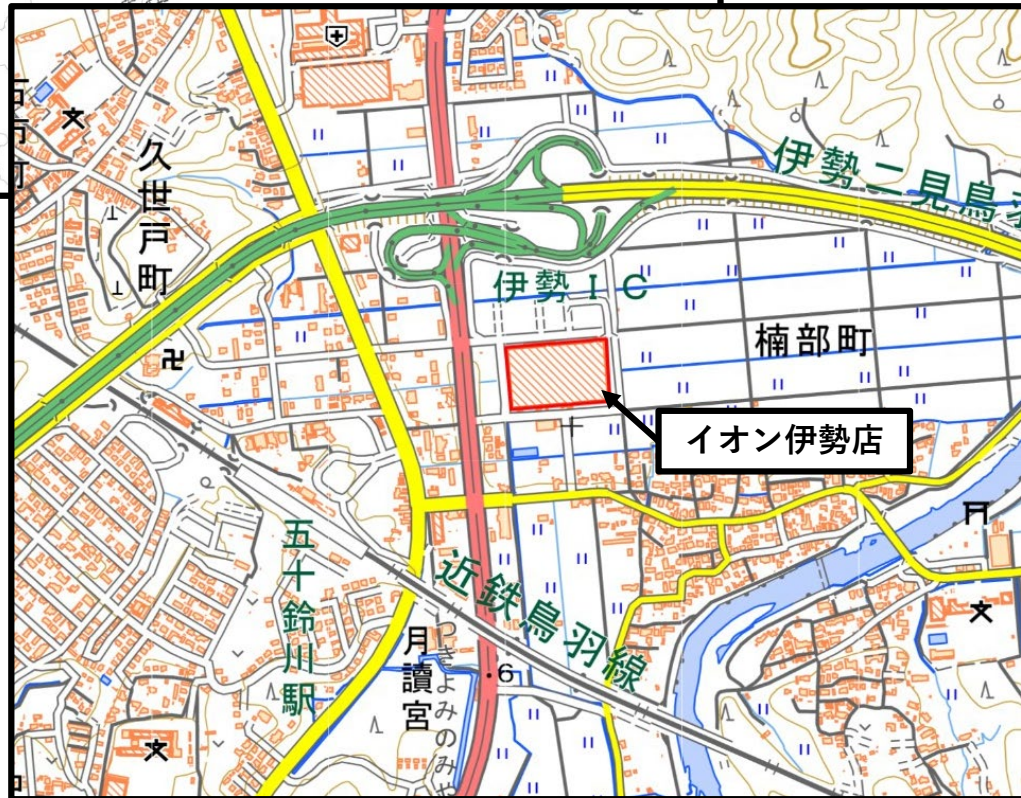 久世戸町
伊勢二見鳥
伊勢IC
楠部町
イオン伊勢店
五十鈴川駅
近鉄鳥羽線
月讀宮
つきよみのみや
・6